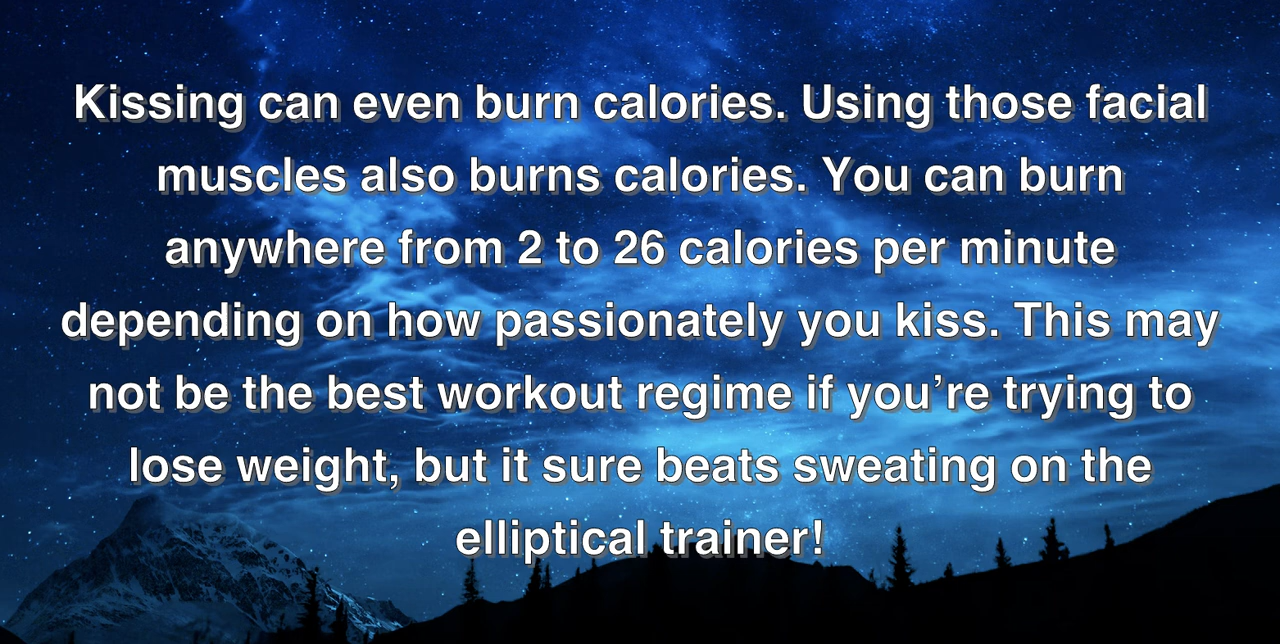 Kissing can even burn calories. Using those facial
muscles also burns calories. You can burn
anywhere from 2 to 26 calories per minute
depending on how passionately you kiss. This may
not be the best workout regime if you’re trying to
lose weight, but it sure beats sweating on the
elliptical trainer!